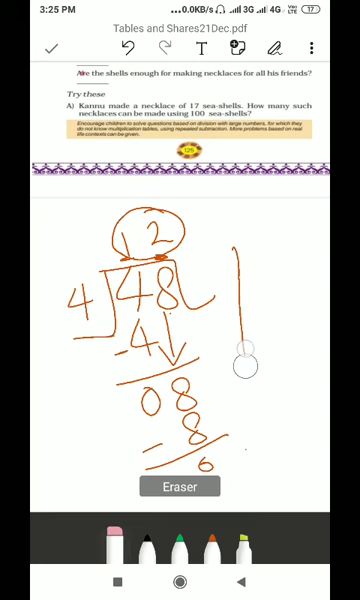 3:25 PM ...0.0KB/s 3G 4G VoLTE 17
Tables and Shares21Dec.pdf
Are the shells enough for making necklaces for all his friends?
Try these
A) Kannu made a necklace of 17 sea-shells. How many such
necklaces can be made using 100 sea-shells?
Encourage children to solve questions based on division with large numbers, for which they
do not know multiplication tables, using repeated subtraction. More problems based on real
life contexts can be given.
125
12
4 48
-4
08
- 8
0
Eraser